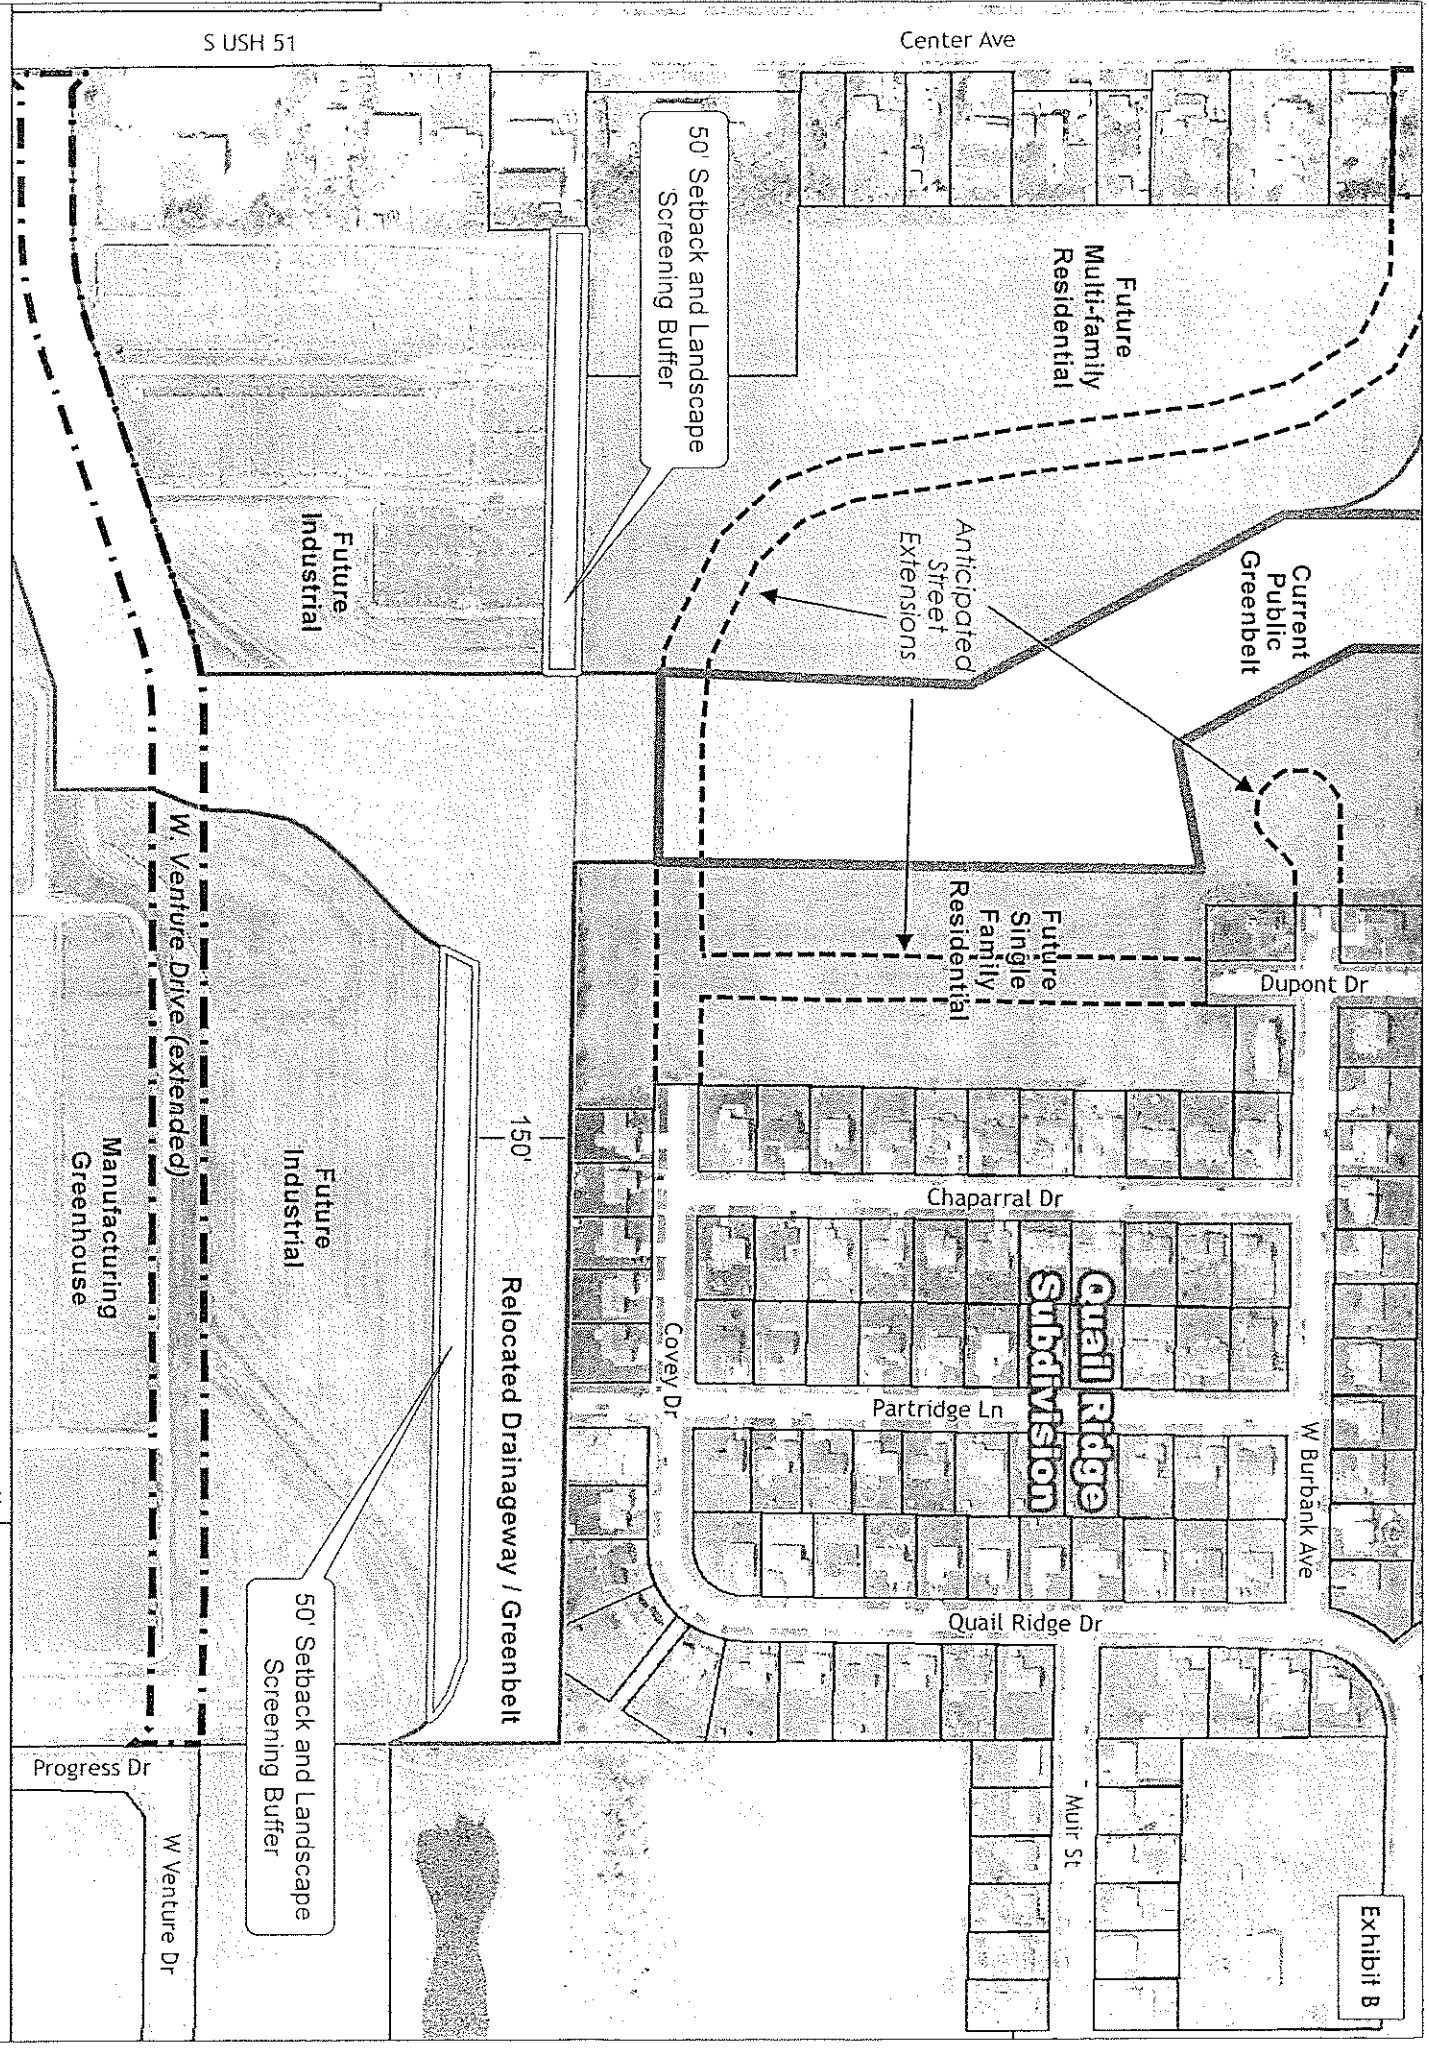 Exhibit B
S USH 51
Center Ave
50' Setback and Landscape
Screening Buffer
Future
Multi-family
Residential
Anticipated
Street
Extensions
Current
Public
Greenbelt
Future
Industrial
Future
Single
Family
Residential
Dupont Dr
W. Venture Drive (extended)
Manufacturing
Greenhouse
Future
Industrial
150'
Relocated Drainageway / Greenbelt
Chaparral Dr
Covey Dr
Partridge Ln
Quail Ridge
Subdivision
W Burbank Ave
Quail Ridge Dr
Muir St
50' Setback and Landscape
Screening Buffer
Progress Dr
W Venture Dr